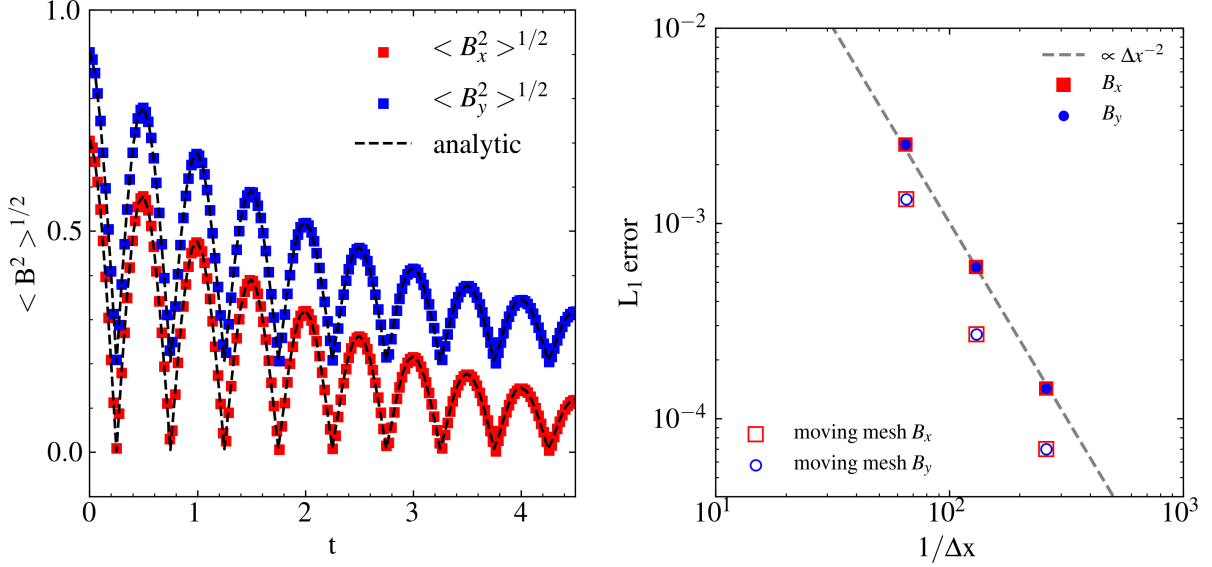 1.0
0.5
0.0
< B² >^{1/2}
< B_x^2 >^{1/2}
< B_y^2 >^{1/2}
analytic
0 1 2 3 4
t
10^{-2}
10^{-3}
10^{-4}
L₁ error
∝ Δx^{-2}
B_x
B_y
moving mesh B_x
moving mesh B_y
10^1 10^2 10^3
1/Δx